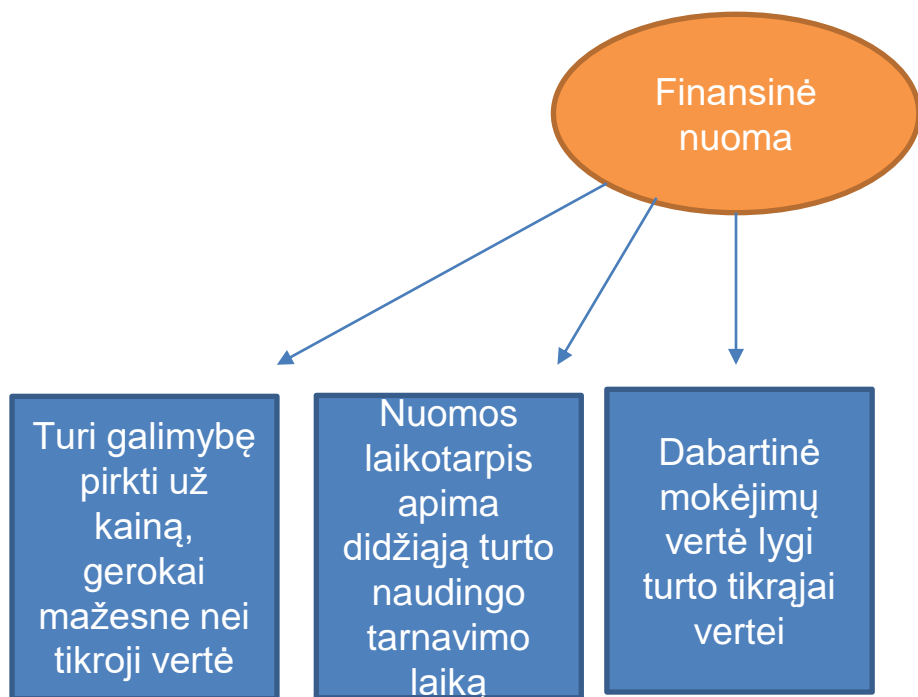 Finansinė
nuoma
Turi galimybę
pirkti už
kainą,
gerokai
mažesne nei
tikroji vertė
Nuomos
laikotarpis
apima
didžiąją turto
naudingo
tarnavimo
laiką
Dabartinė
mokėjimų
vertė lygi
turto tikrąjai
vertei